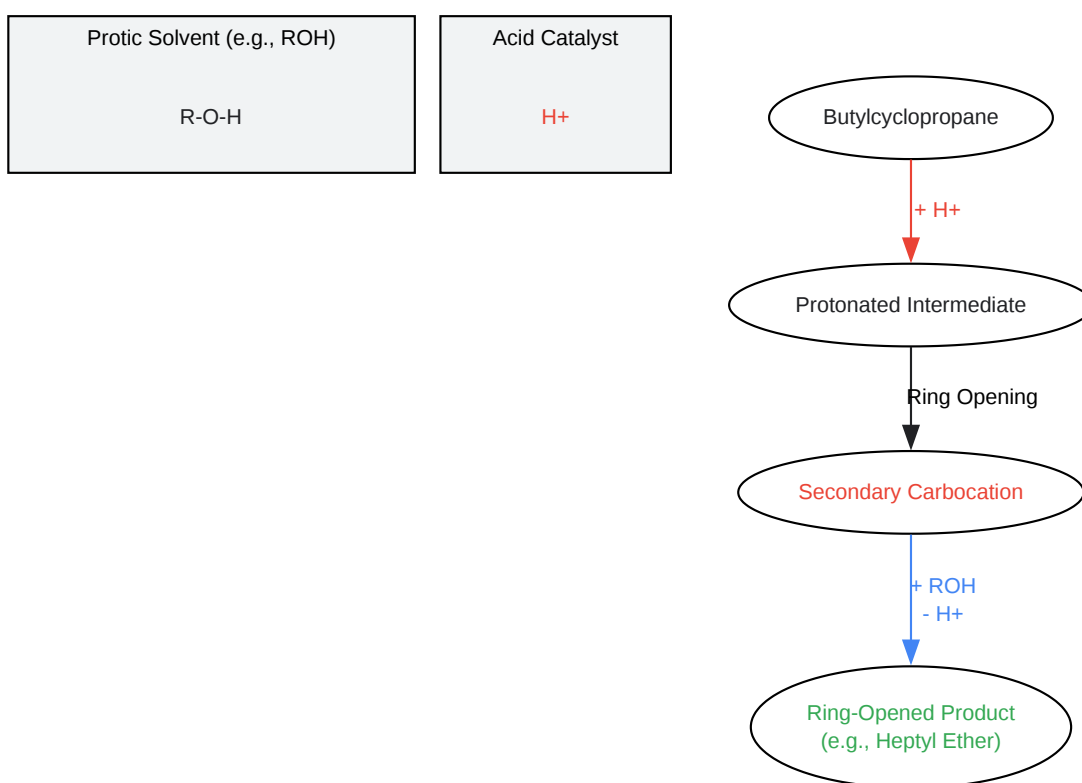 Protic Solvent (e.g., ROH)
R-O-H
Acid Catalyst
H+
Butylcyclopropane
+ H+
Protonated Intermediate
Ring Opening
Secondary Carbocation
+ ROH
- H+
Ring-Opened Product
(e.g., Heptyl Ether)